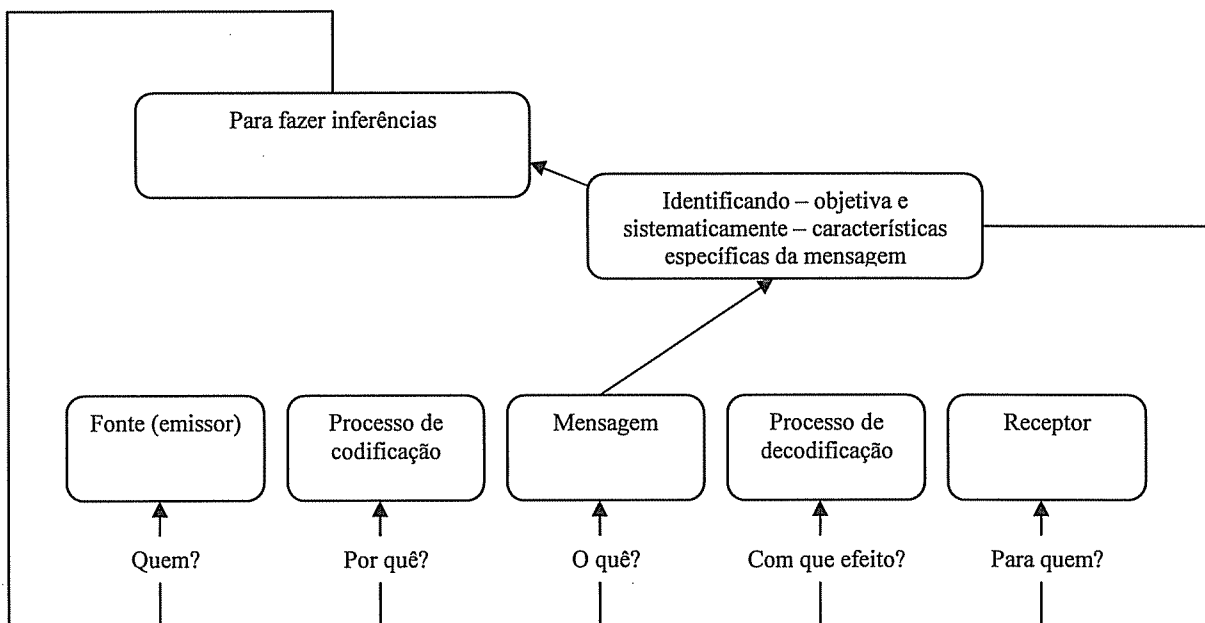 Para fazer inferências
Identificando – objetiva e
sistematicamente – características
específicas da mensagem
Fonte (emissor)
Processo de
codificação
Mensagem
Processo de
decodificação
Receptor
Quem?
Por quê?
O quê?
Com que efeito?
Para quem?